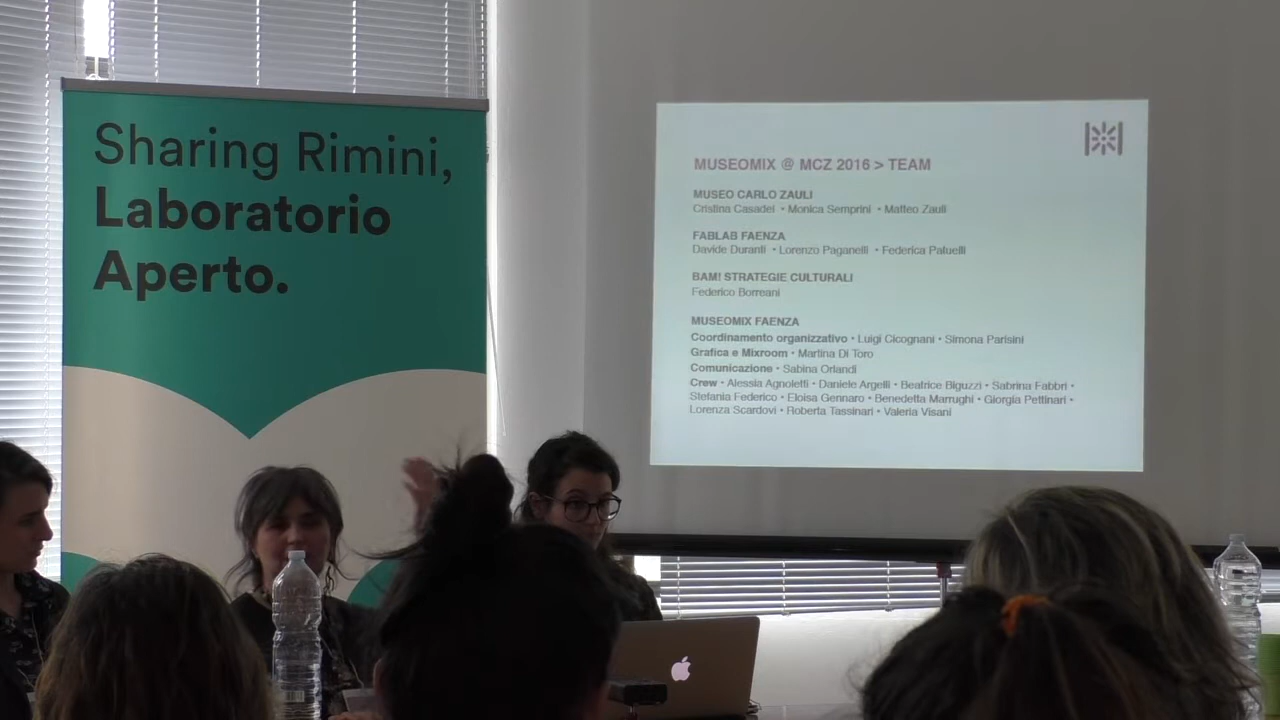 Sharing Rimini,
Laboratorio
Aperto.
MUSEOMIX @ MCZ 2016 > TEAM
MUSEO CARLO ZAULI
Cristina Casadei • Monica Semprini • Matteo Zauli
FABLAB FAENZA
Davide Duranti • Lorenzo Paganelli • Federica Patuelli
BAM! STRATEGIE CULTURALI
Federico Borreani
MUSEOMIX FAENZA
Coordinamento organizzativo • Luigi Cicognani • Simona Parisini
Grafica e Mixroom • Martina Di Toro
Comunicazione • Sabina Orlandi
Crew • Alessia Agnoletti • Daniele Argelli • Beatrice Biguzzi • Sabrina Fabbri •
Stefania Federico • Eloisa Gennaro • Benedetta Marrughi • Giorgia Pettinari •
Lorenza Scardovi • Roberta Tassinari • Valeria Visani